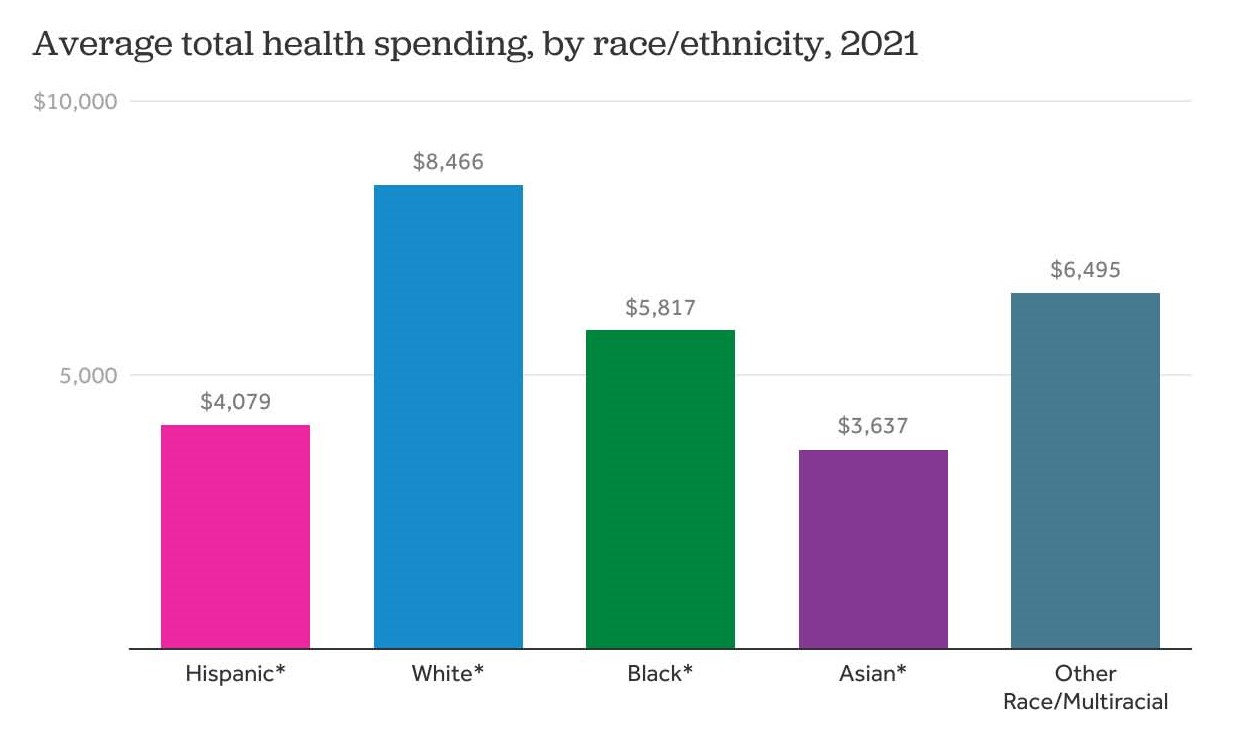 Average total health spending, by race/ethnicity, 2021
$10,000
$8,466
$6,495
$5,817
5,000
$4,079
$3,637
Hispanic* White* Black* Asian* Other
Race/Multiracial